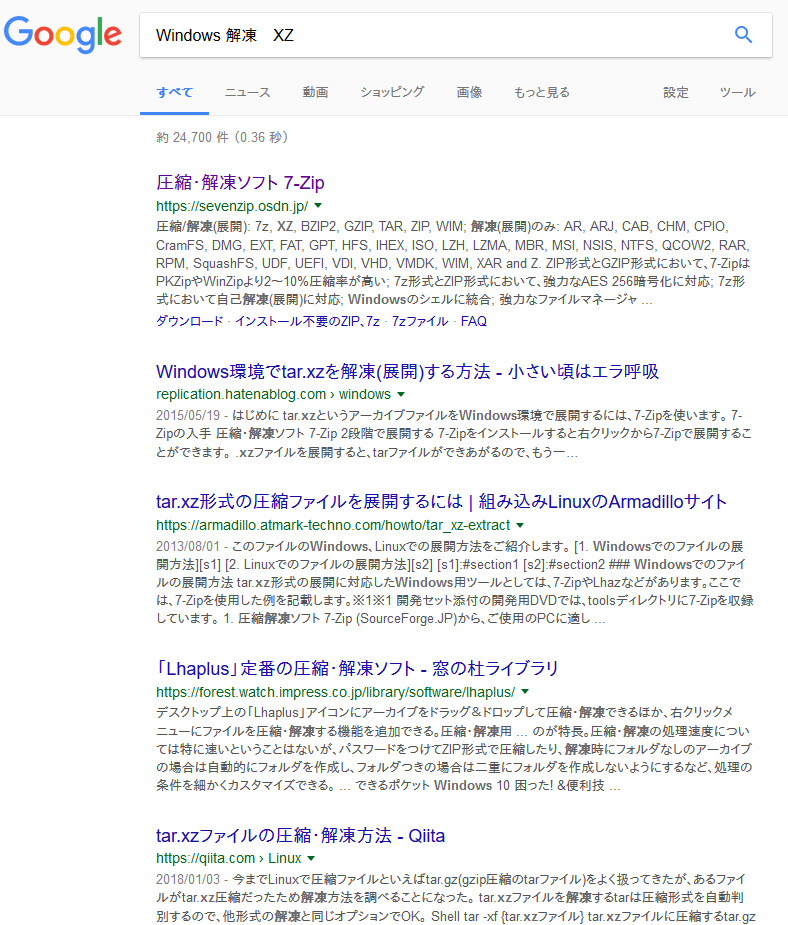 Google
Windows 解凍　XZ
すべて ニュース 動画 ショッピング 画像 もっと見る 設定 ツール
約 24,700 件 (0.36 秒)
圧縮・解凍ソフト 7-Zip
https://sevenzip.osdn.jp/
圧縮/解凍(展開): 7z, XZ, BZIP2, GZIP, TAR, ZIP, WIM; 解凍(展開)のみ: AR, ARJ, CAB, CHM, CPIO,
CramFS, DMG, EXT, FAT, GPT, HFS, IHEX, ISO, LZH, LZMA, MBR, MSI, NSIS, NTFS, QCOW2, RAR,
RPM, SquashFS, UDF, UEFI, VDI, VHD, VMDK, WIM, XAR and Z. ZIP形式とGZIP形式において、7-Zipは
PKZipやWinZipより2～10%圧縮率が高い; 7z形式とZIP形式において、強力なAES 256暗号化に対応; 7z形
式において自己解凍(展開)に対応; Windowsのシェルに統合; 強力なファイルマネージャ ...
ダウンロード · インストール不要のZIP、7z · 7zファイル · FAQ
Windows環境でtar.xzを解凍(展開)する方法 - 小さい頃はエラ呼吸
replication.hatenablog.com › windows
2015/05/19 - はじめに tar.xzというアーカイブファイルをWindows環境で展開するには、7-Zipを使います。 7-
Zipの入手 圧縮・解凍ソフト 7-Zip 2段階で展開する 7-Zipをインストールすると右クリックから7-Zipで展開するこ
とができます。 .xzファイルを展開すると、tarファイルができあがるので、もう一...
tar.xz形式の圧縮ファイルを展開するには | 組み込みLinuxのArmadilloサイト
https://armadillo.atmark-techno.com/howto/tar_xz-extract
2013/08/01 - このファイルのWindows、Linuxでの展開方法をご紹介します。 [1. Windowsでのファイルの展
開方法][s1] [2. Linuxでのファイルの展開方法][s2] [s1]:#section1 [s2]:#section2 ### Windowsでのファイ
ルの展開方法 tar.xz形式の展開に対応したWindows用ツールとしては、7-ZipやLhazなどがあります。ここで
は、7-Zipを使用した例を記載します。※1※1 開発セット添付の開発用DVDでは、toolsディレクトリに7-Zipを収録
しています。 1. 圧縮解凍ソフト 7-Zip (SourceForge.JP)から、ご使用のPCに適し ...
「Lhaplus」定番の圧縮・解凍ソフト - 窓の杜ライブラリ
https://forest.watch.impress.co.jp/library/software/lhaplus/
デスクトップ上の「Lhaplus」アイコンにアーカイブをドラッグ＆ドロップして圧縮・解凍できるほか、右クリックメ
ニューにファイルを圧縮・解凍する機能を追加できる。圧縮・解凍用 ... のが特長。圧縮・解凍の処理速度につい
ては特に速いということはないが、パスワードをつけてZIP形式で圧縮したり、解凍時にフォルダなしのアーカイブ
の場合は自動的にフォルダを作成し、フォルダつきの場合は二重にフォルダを作成しないようにするなど、処理の
条件を細かくカスタマイズできる。 ... できるポケット Windows 10 困った! &便利技 ...
tar.xzファイルの圧縮・解凍方法 - Qiita
https://qiita.com › Linux
2018/01/03 - 今までLinuxで圧縮ファイルといえばtar.gz(gzip圧縮のtarファイル)をよく扱ってきたが、あるファイ
ルがtar.xz圧縮だったため解凍方法を調べることになった。 tar.xzファイルを解凍するtarは圧縮形式を自動判
別するので、他形式の解凍と同じオプションでOK。 Shell tar -xf {tar.xzファイル} tar.xzファイルに圧縮するtar.gz